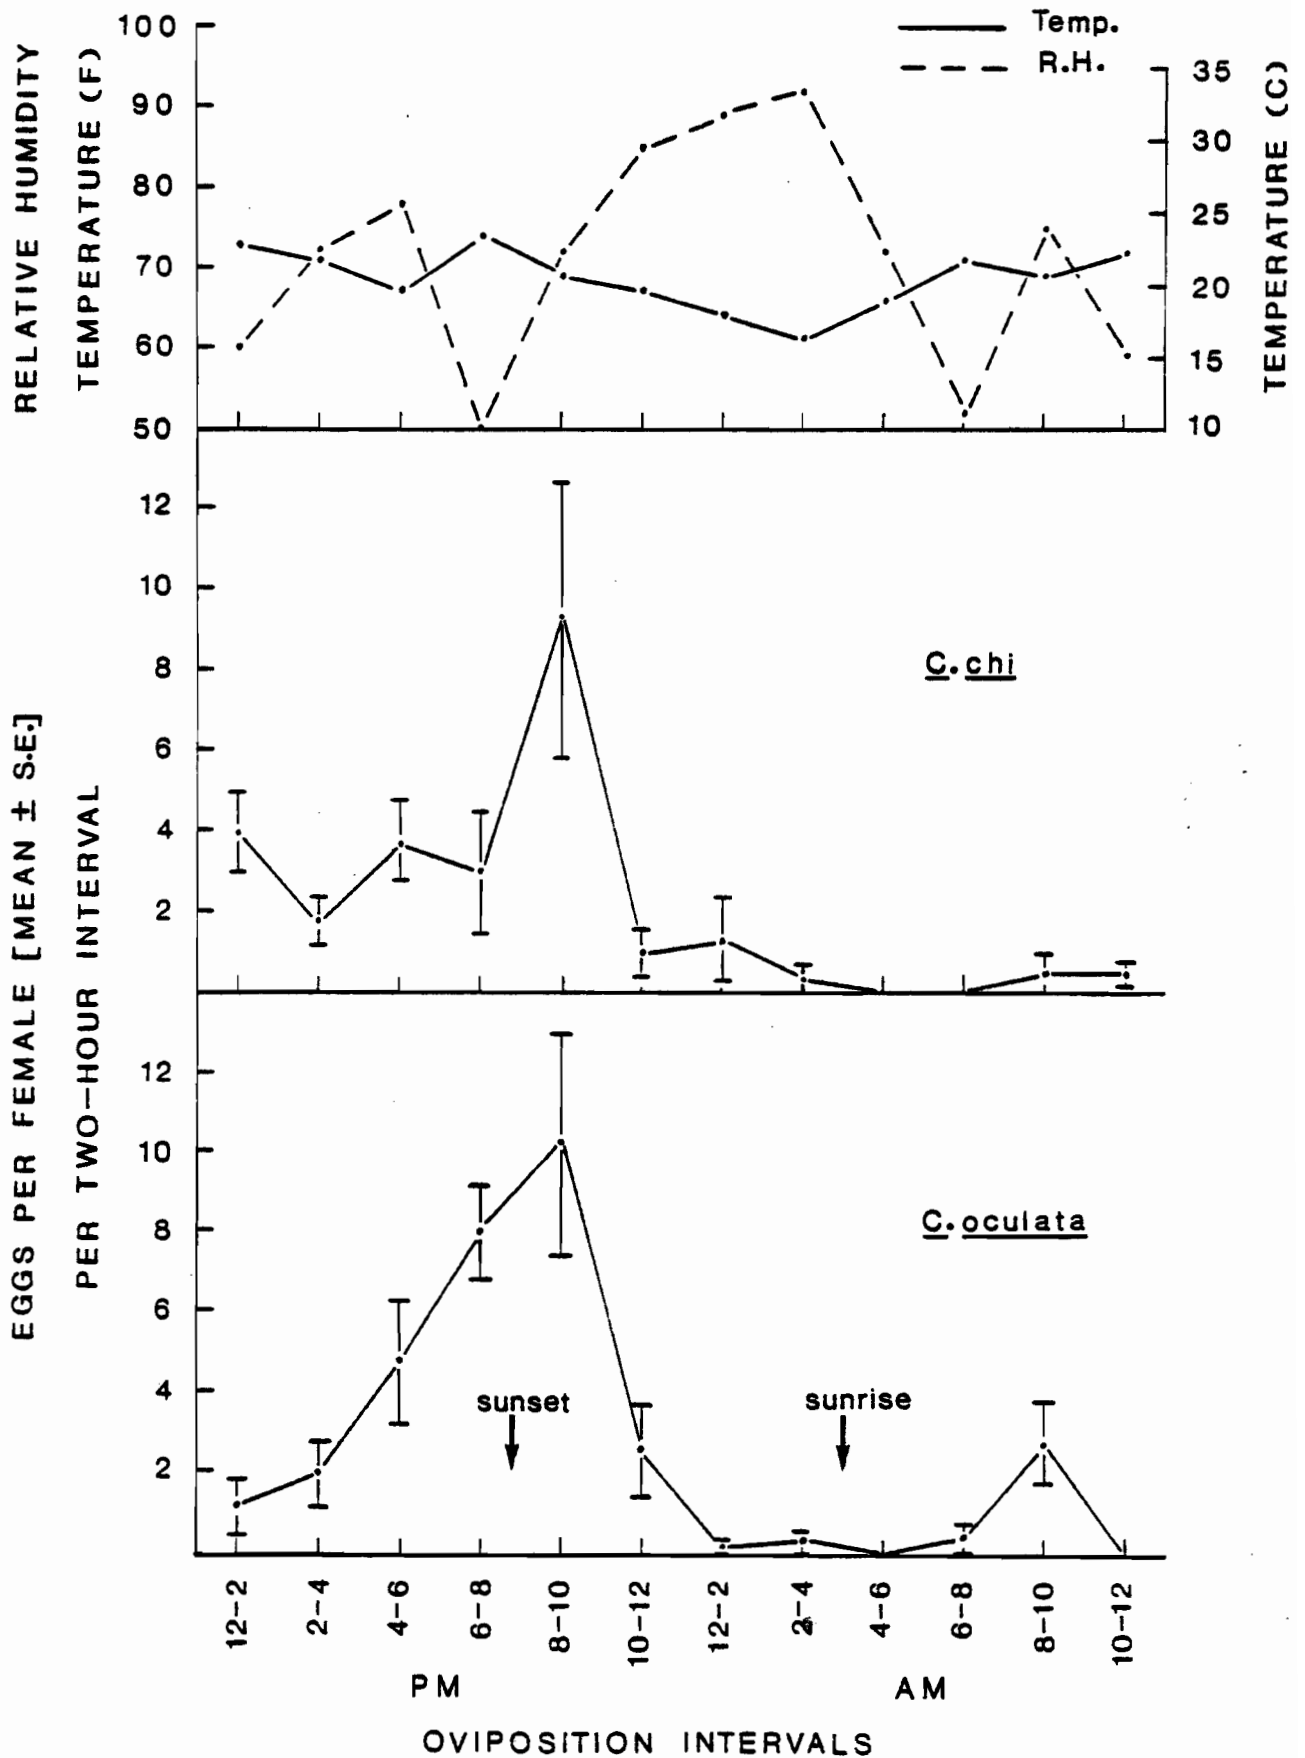 Temp.
R.H.
RELATIVE HUMIDITY
TEMPERATURE (F)
100
90
80
70
60
50
35
30
25
20
15
10
TEMPERATURE (C)
EGGS PER FEMALE [MEAN ± S.E.]
PER TWO-HOUR INTERVAL
12
10
8
6
4
2
C. chi
12
10
8
6
4
2
C. oculata
sunset
sunrise
12-2
2-4
4-6
6-8
8-10
10-12
12-2
2-4
4-6
6-8
8-10
10-12
PM
AM
OVIPOSITION INTERVALS